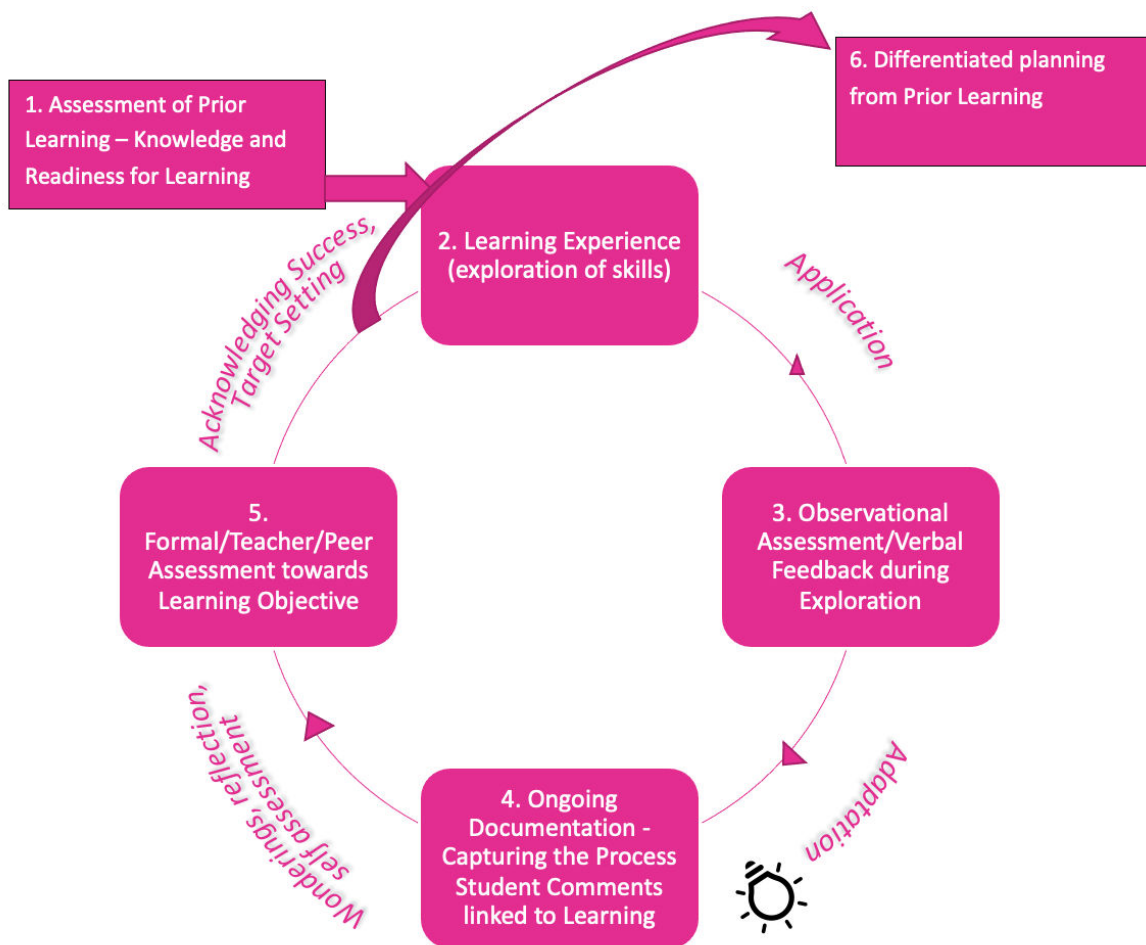 1. Assessment of Prior
Learning – Knowledge and
Readiness for Learning
6. Differentiated planning
from Prior Learning
2. Learning Experience
(exploration of skills)
Application
3. Observational
Assessment/Verbal
Feedback during
Exploration
Adaptation
4. Ongoing
Documentation -
Capturing the Process
Student Comments
linked to Learning
Wonderings, reflection,
self assessment
5.
Formal/Teacher/Peer
Assessment towards
Learning Objective
Acknowledging Success,
Target Setting